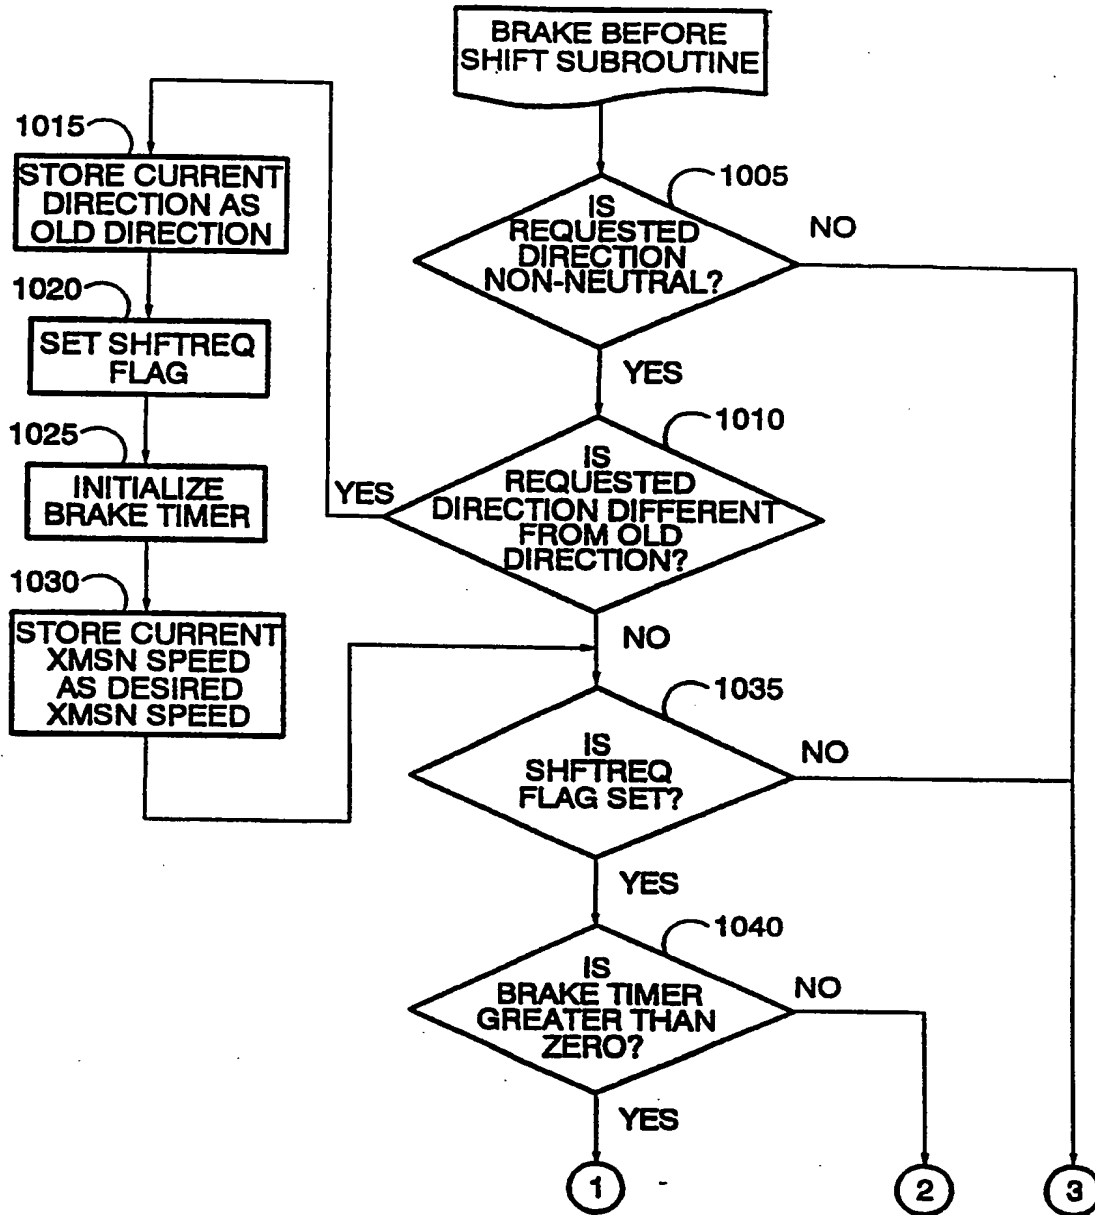 BRAKE BEFORE
SHIFT SUBROUTINE
1005
IS
REQUESTED
DIRECTION
NON-NEUTRAL?
NO
YES
1010
IS
REQUESTED
DIRECTION DIFFERENT
FROM OLD
DIRECTION?
YES
NO
1015
STORE CURRENT
DIRECTION AS
OLD DIRECTION
1020
SET SHFTREQ
FLAG
1025
INITIALIZE
BRAKE TIMER
1030
STORE CURRENT
XMSN SPEED
AS DESIRED
XMSN SPEED
1035
IS
SHFTREQ
FLAG SET?
NO
YES
1040
IS
BRAKE TIMER
GREATER THAN
ZERO?
NO
YES
1
2
3